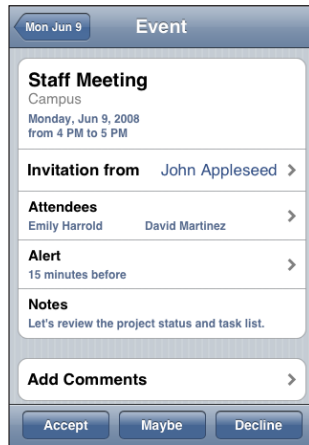 Mon Jun 9
Event
Staff Meeting
Campus
Monday, Jun 9, 2008
from 4 PM to 5 PM
Invitation from John Appleseed
Attendees
Emily Harrold David Martinez
Alert
15 minutes before
Notes
Let's review the project status and task list.
Add Comments
Accept Maybe Decline